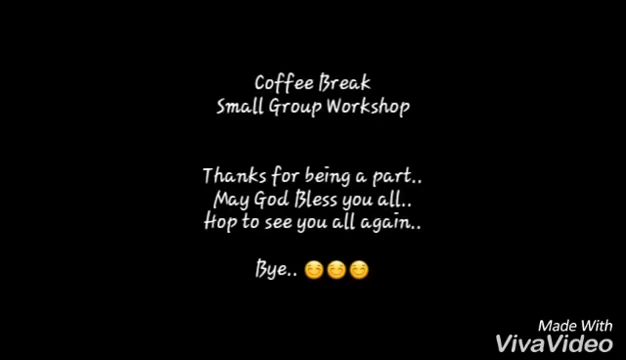 Coffee Break
Small Group Workshop
Thanks for being a part..
May God Bless you all..
Hop to see you all again..
Bye.. 😊😊😊
Made With
VivaVideo